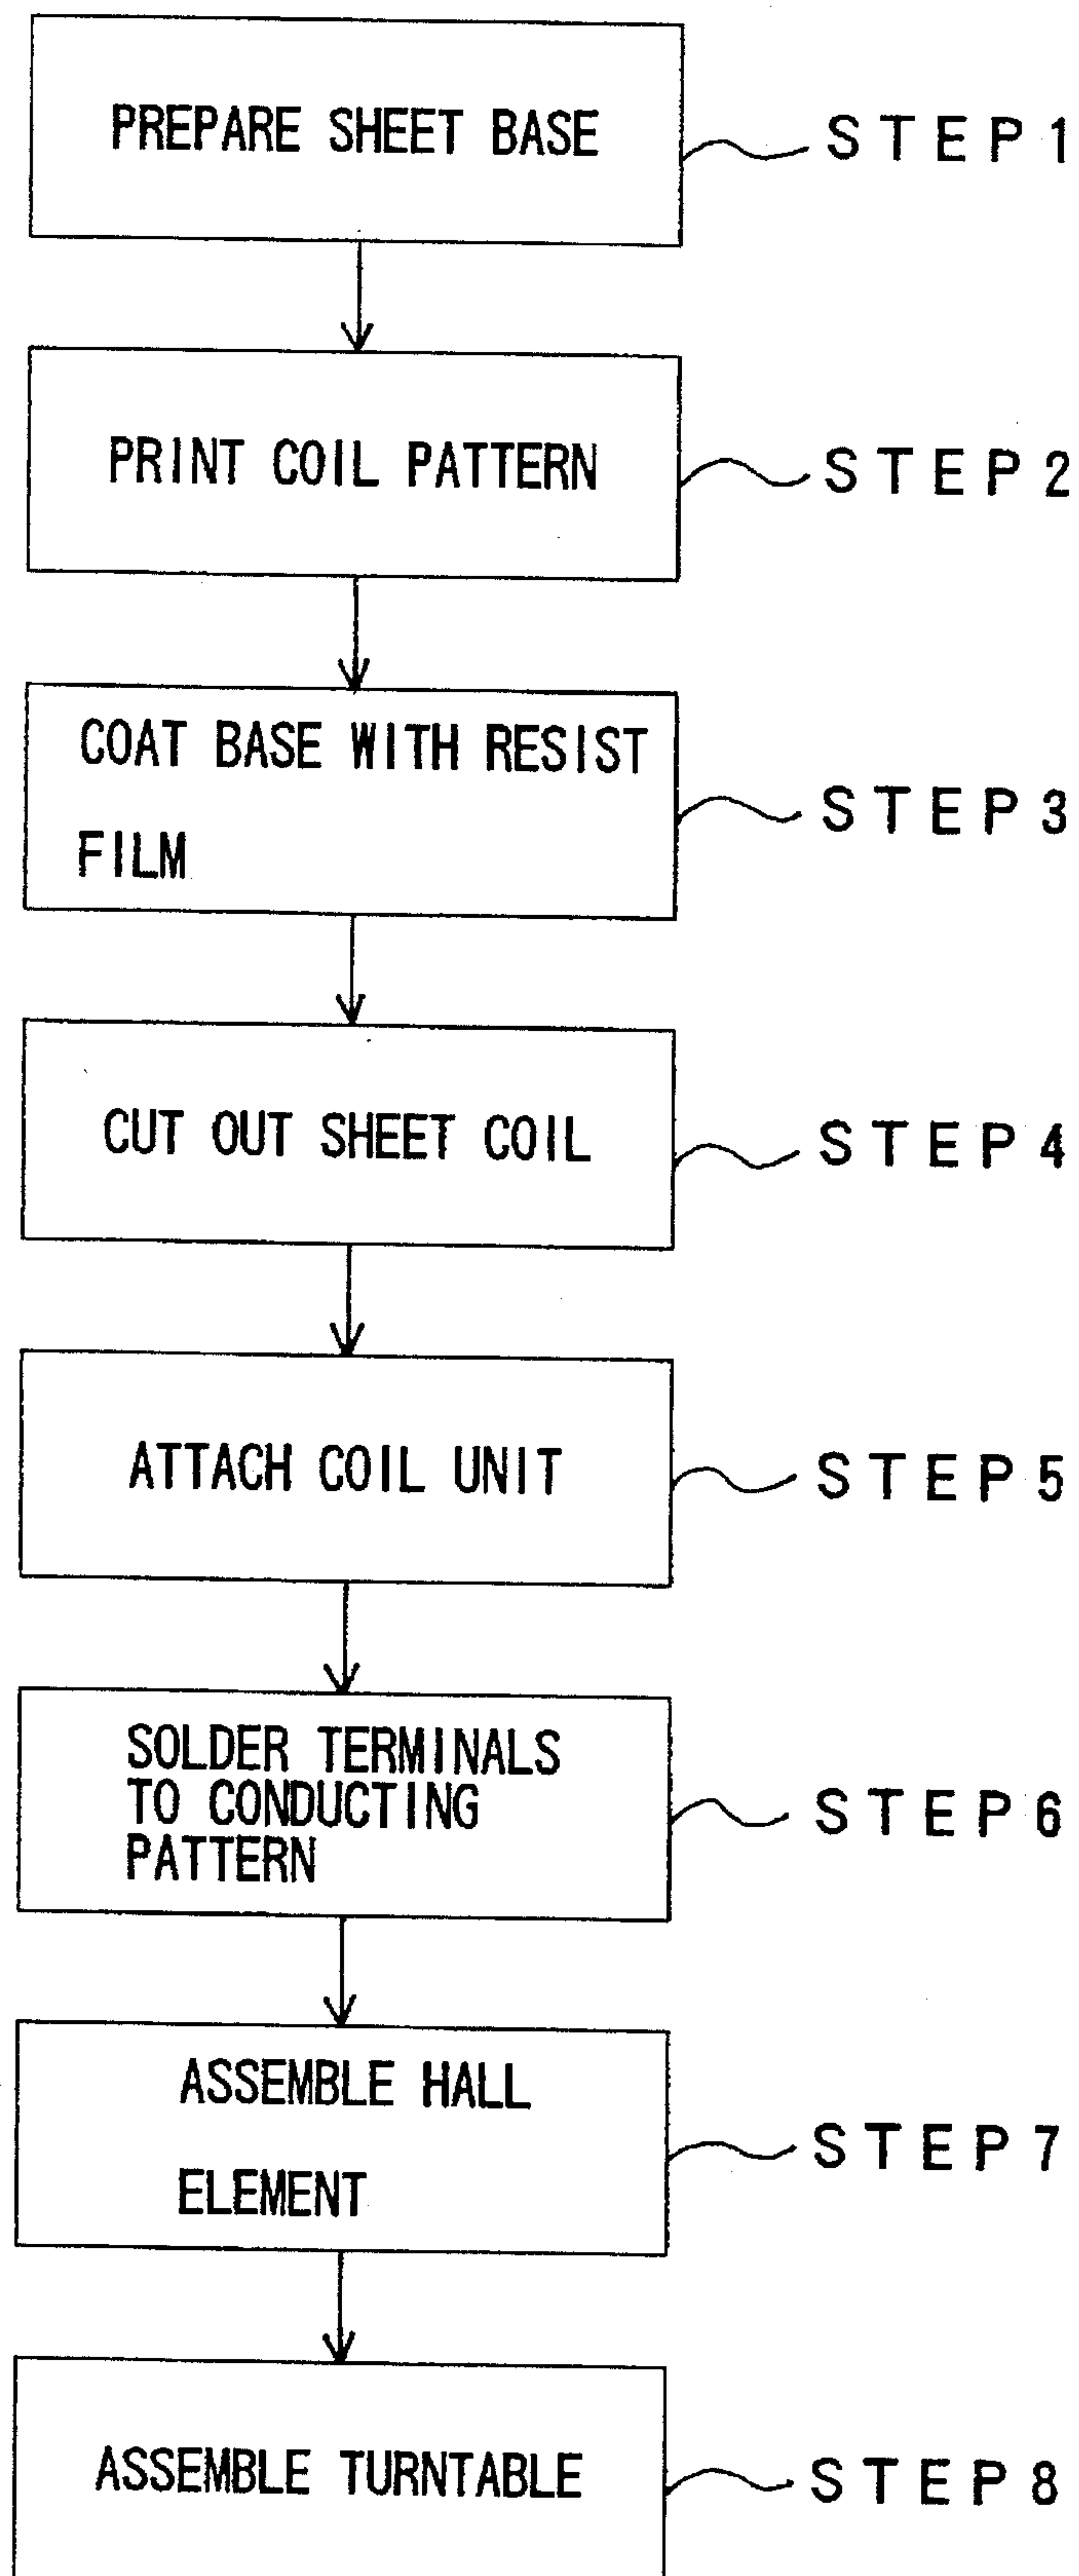 PREPARE SHEET BASE
STEP1
PRINT COIL PATTERN
STEP2
COAT BASE WITH RESIST
FILM
STEP3
CUT OUT SHEET COIL
STEP4
ATTACH COIL UNIT
STEP5
SOLDER TERMINALS
TO CONDUCTING
PATTERN
STEP6
ASSEMBLE HALL
ELEMENT
STEP7
ASSEMBLE TURNTABLE
STEP8